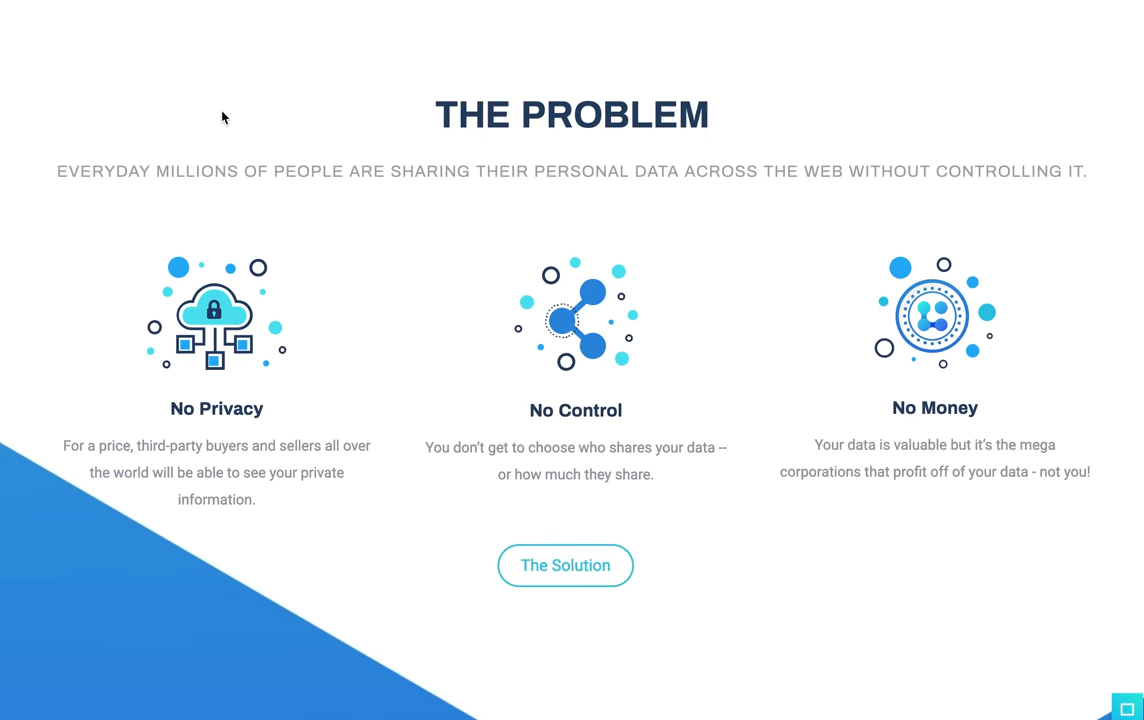 THE PROBLEM
EVERYDAY MILLIONS OF PEOPLE ARE SHARING THEIR PERSONAL DATA ACROSS THE WEB WITHOUT CONTROLLING IT.
No Privacy
For a price, third-party buyers and sellers all over
the world will be able to see your private
information.
No Control
You don’t get to choose who shares your data –
or how much they share.
No Money
Your data is valuable but it’s the mega
corporations that profit off of your data - not you!
The Solution